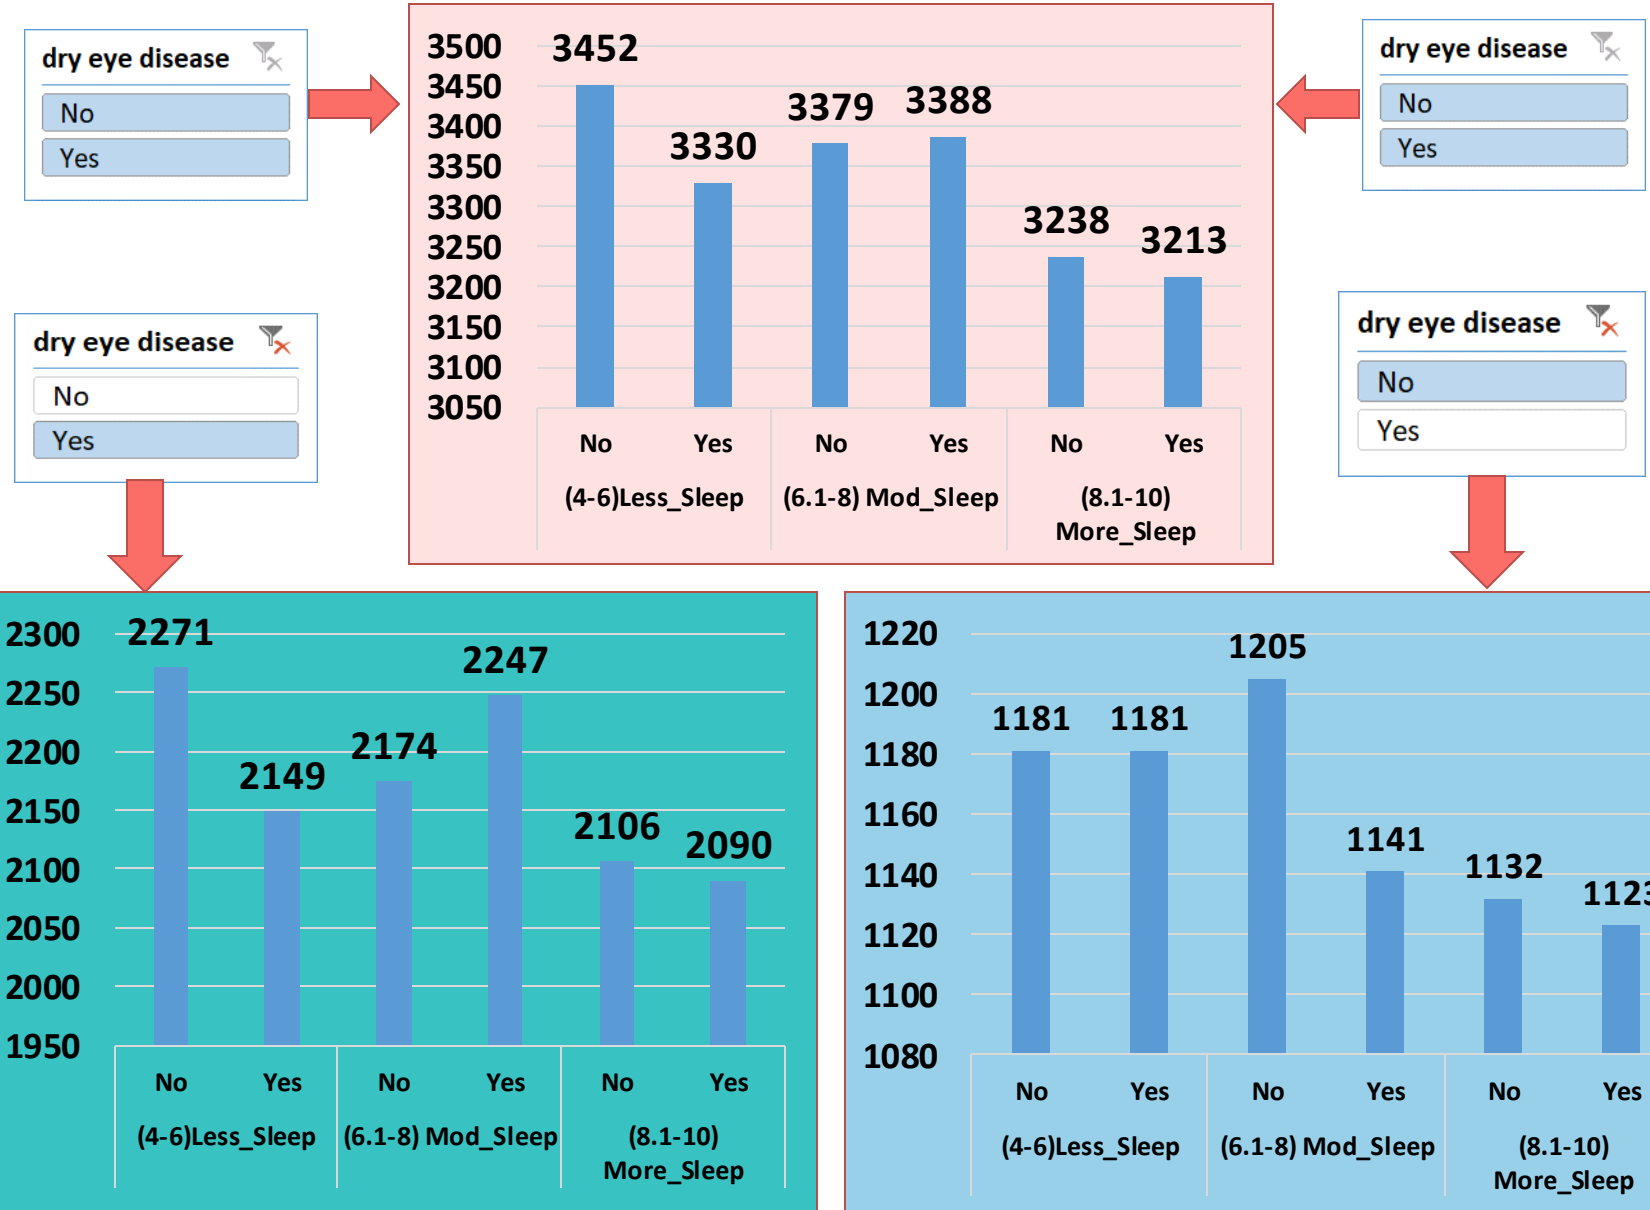 dry eye disease
No
Yes
3500
3450
3400
3350
3300
3250
3200
3150
3100
3050
3452
3330
3379
3388
3238
3213
No Yes No Yes No Yes
(4-6)Less_Sleep (6.1-8) Mod_Sleep (8.1-10)
More_Sleep
dry eye disease
No
Yes
dry eye disease
No
Yes
dry eye disease
No
Yes
2300
2250
2200
2150
2100
2050
2000
1950
2271
2149
2174
2247
2106
2090
No Yes No Yes No Yes
(4-6)Less_Sleep (6.1-8) Mod_Sleep (8.1-10)
More_Sleep
1220
1200
1180
1160
1140
1120
1100
1080
1181
1181
1205
1141
1132
1123
No Yes No Yes No Yes
(4-6)Less_Sleep (6.1-8) Mod_Sleep (8.1-10)
More_Sleep